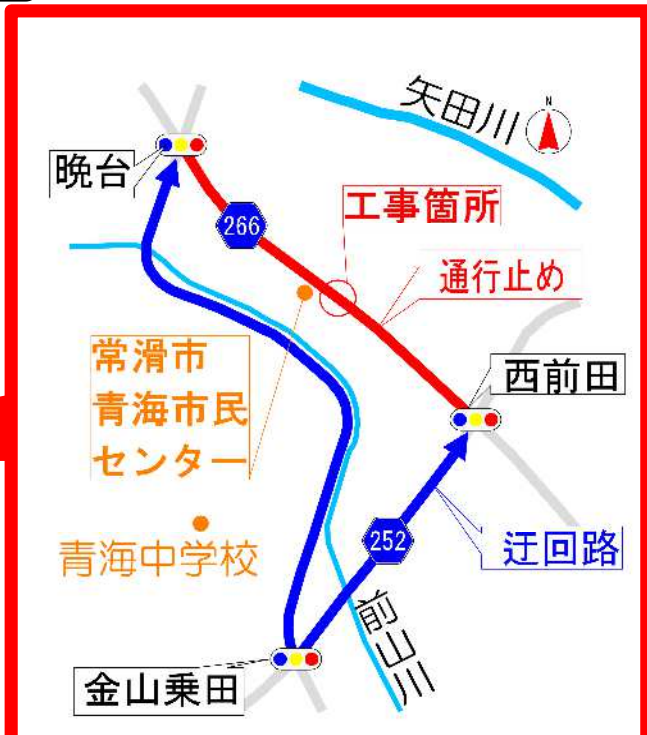 矢田川
N
晩台
266
工事箇所
通行止め
常滑市
青海市民
センター
西前田
252
迂回路
青海中学校
前山川
金山乗田